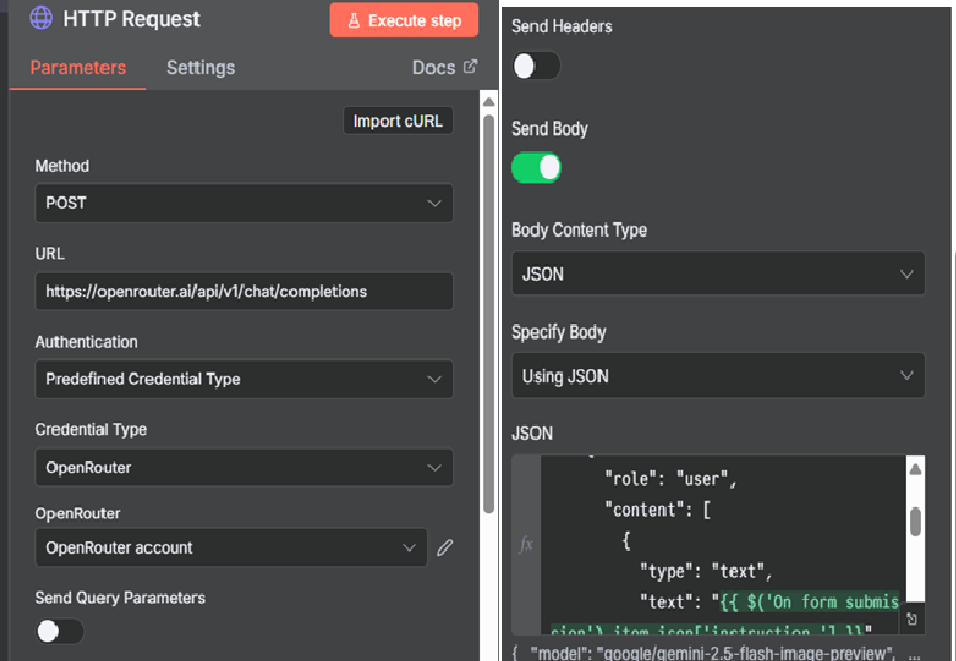 HTTP Request
Execute step
Parameters
Settings
Docs
Import cURL
Method
POST
URL
https://openrouter.ai/api/v1/chat/completions
Authentication
Predefined Credential Type
Credential Type
OpenRouter
OpenRouter
OpenRouter account
Send Query Parameters
Send Headers
Send Body
Body Content Type
JSON
Specify Body
Using JSON
JSON
fx
"role": "user",
"content": [
{
"type": "text",
"text": "{{ $('On form submis
sion').item.json['instruction '] }}"
{ "model": "google/gemini-2.5-flash-image-preview", ...